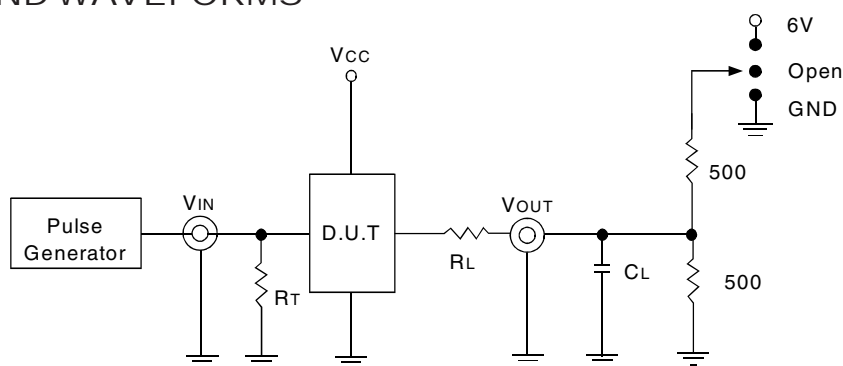 ND WAVEFORMS
6V
Open
GND
VCC
500
VIN
VOUT
Pulse
Generator
D.U.T
RL
RT
CL
500